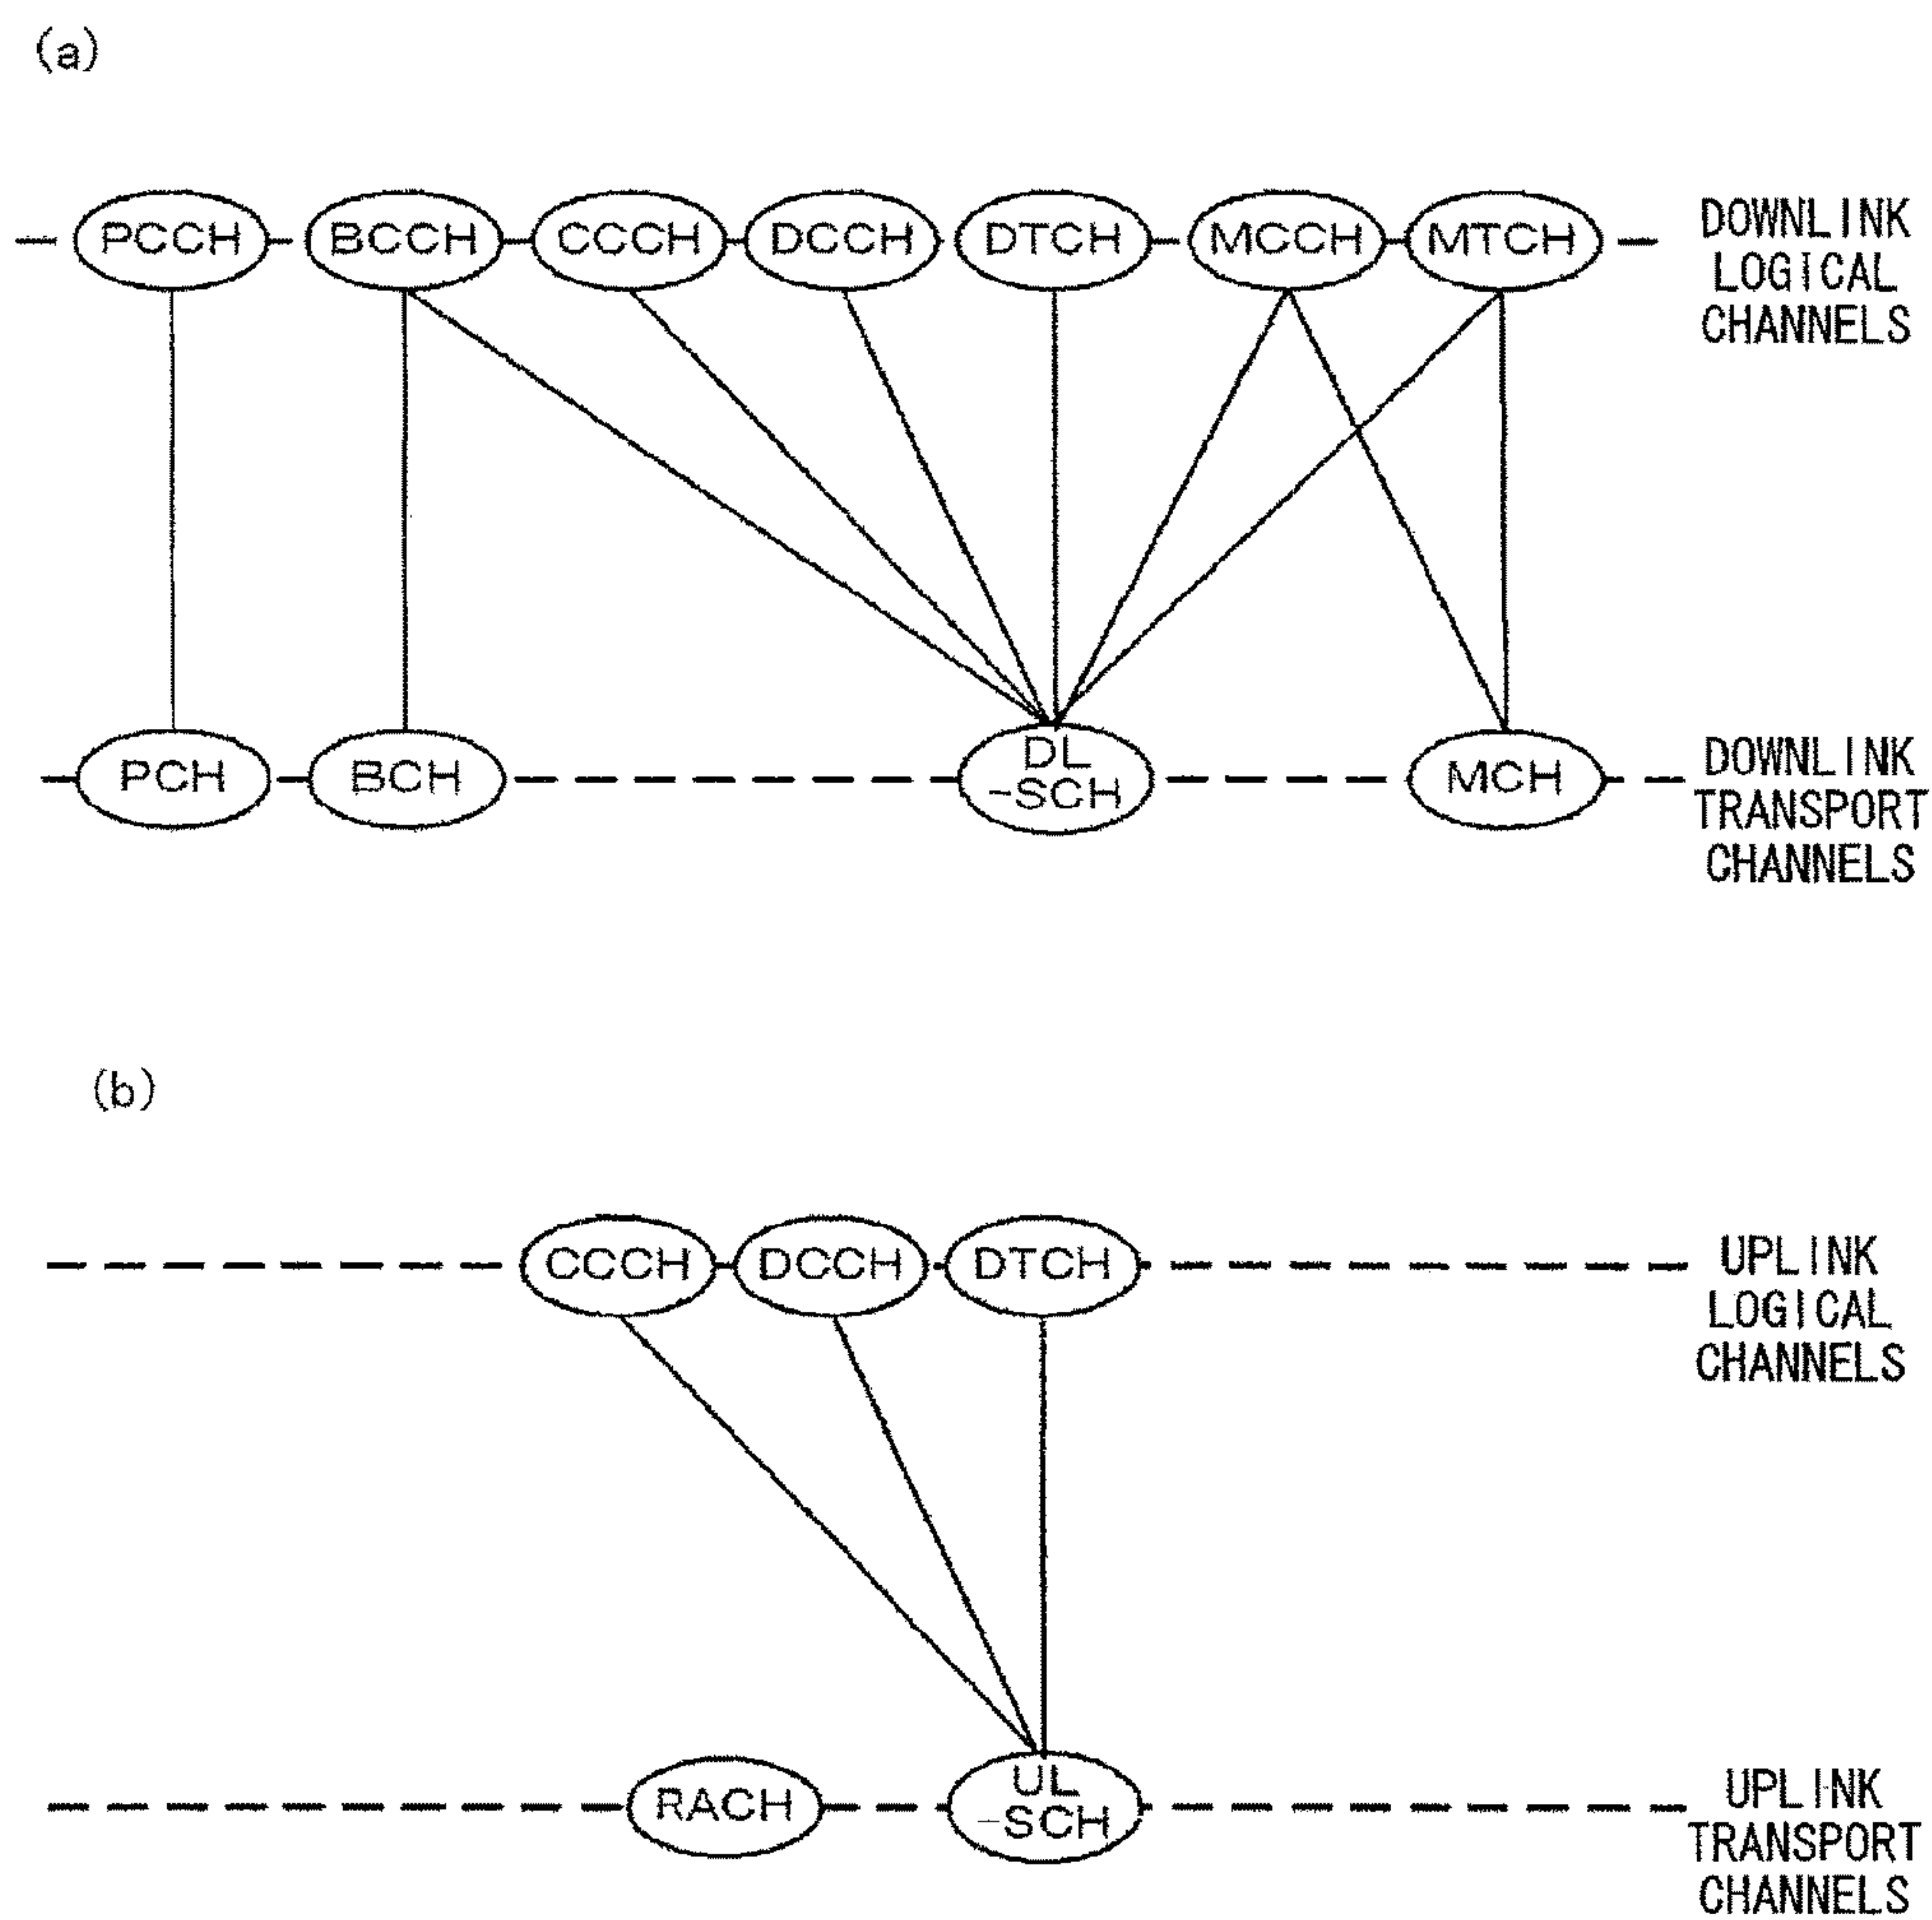 (a)
PCCH BCCH CCCH DCCH DTCH MCCH MTCH
DOWNLINK
LOGICAL
CHANNELS
PCH BCH DL
-SCH MCH
DOWNLINK
TRANSPORT
CHANNELS
(b)
CCCH DCCH DTCH
UPLINK
LOGICAL
CHANNELS
RACH UL
-SCH
UPLINK
TRANSPORT
CHANNELS